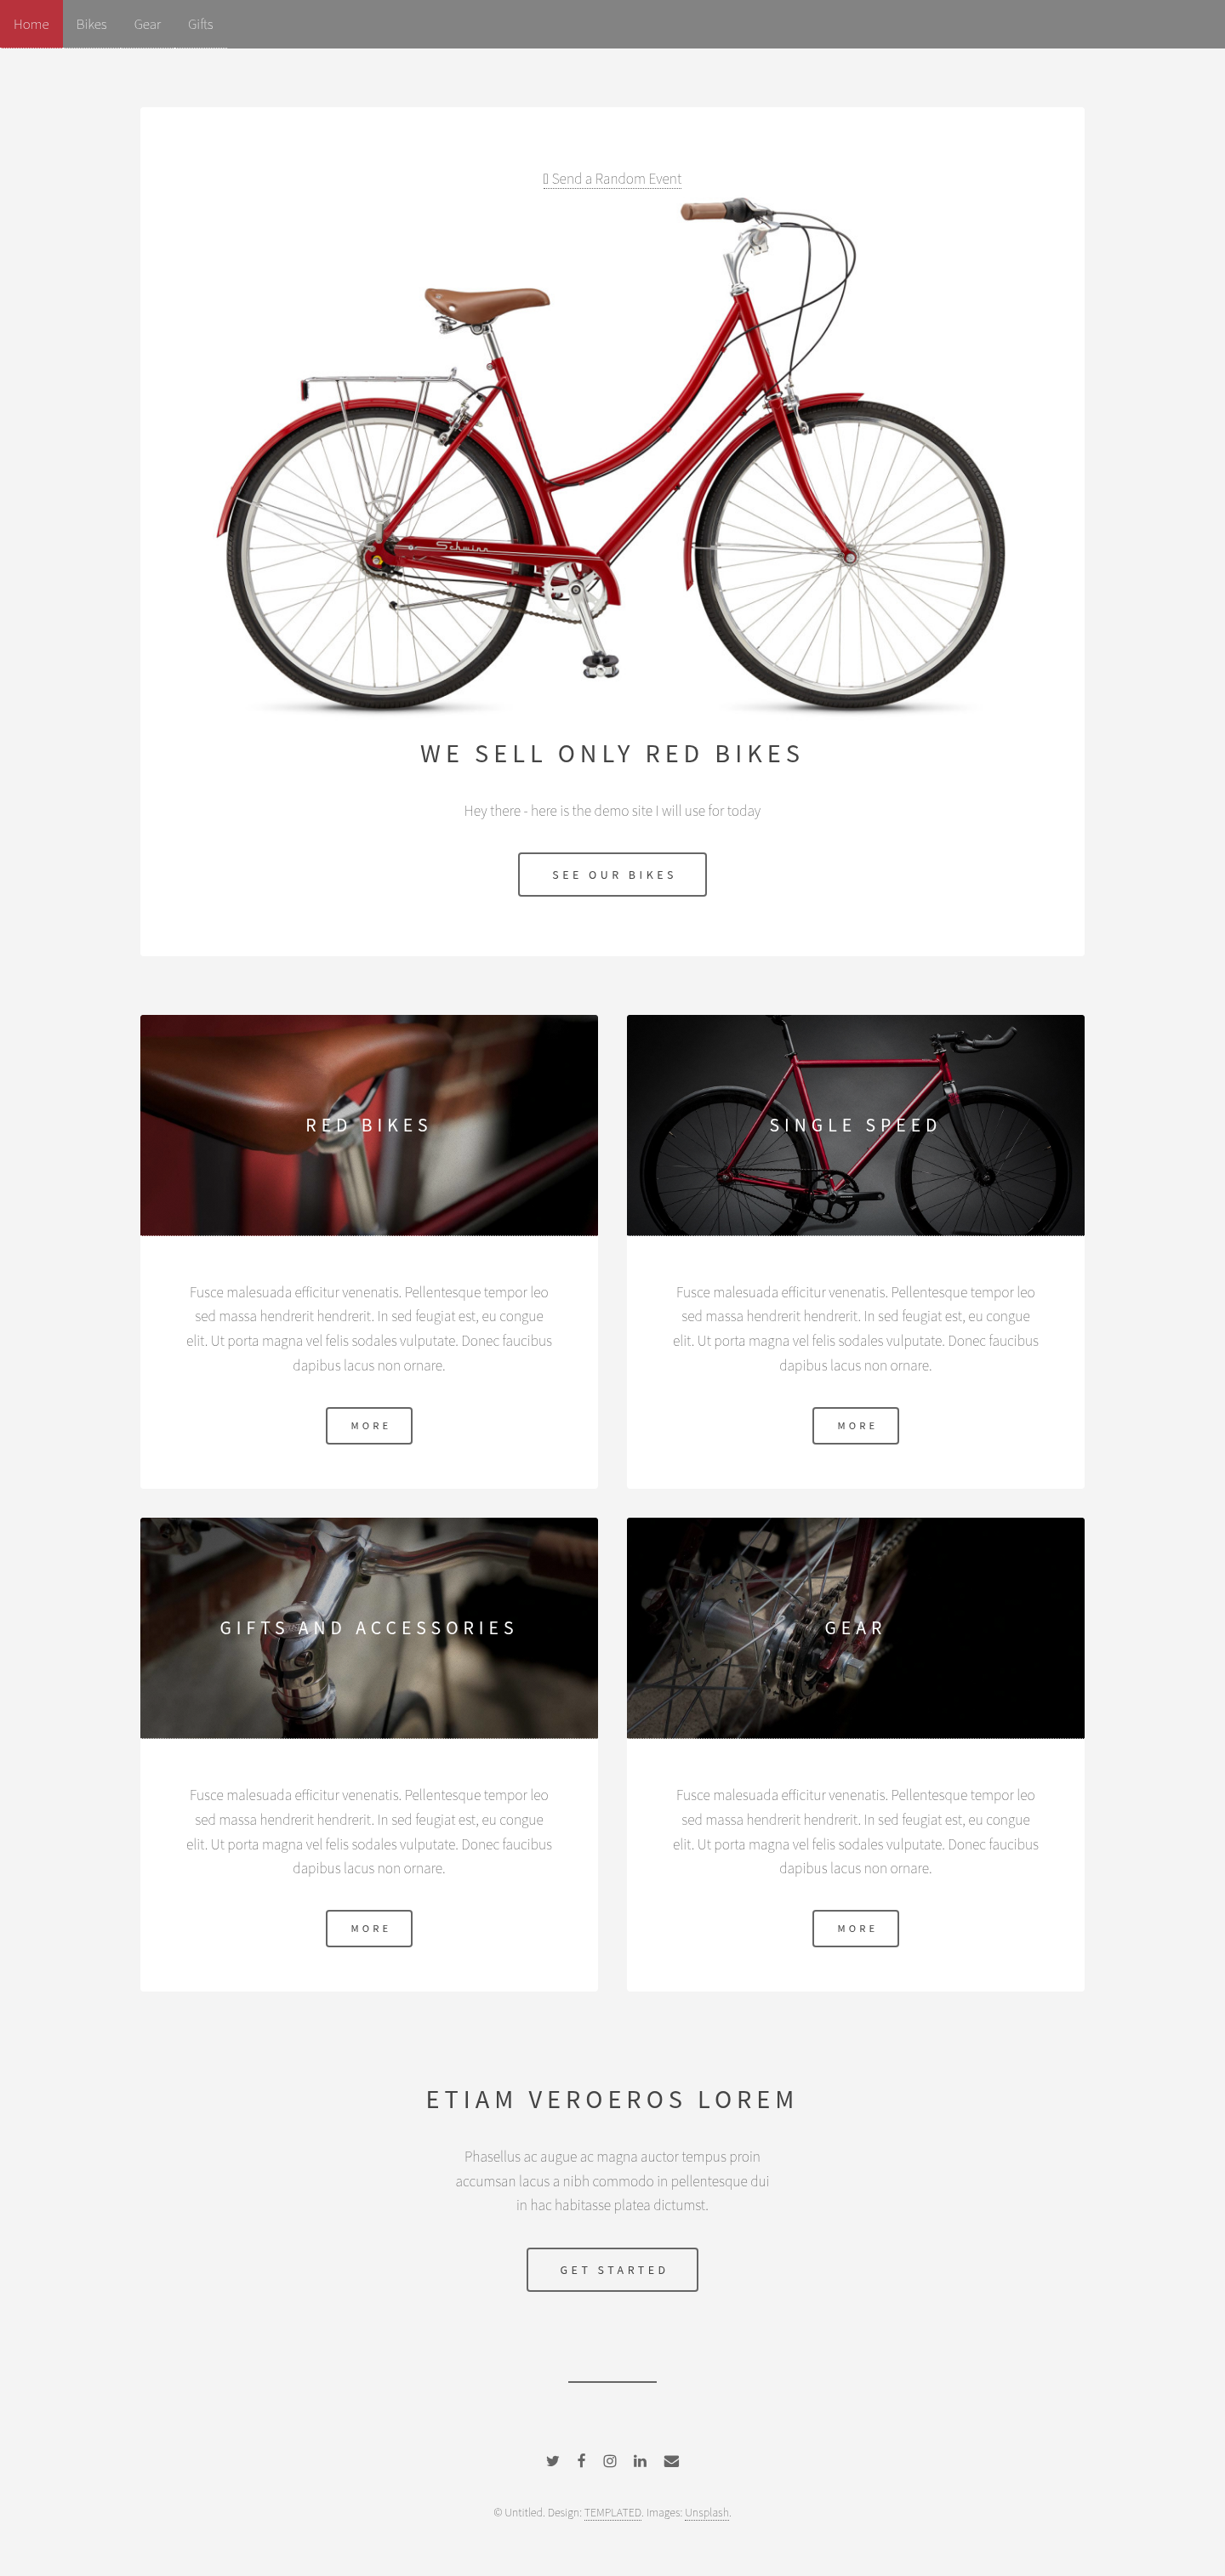 Home Bikes Gear Gifts
Send a Random Event
Schwinn
WE SELL ONLY RED BIKES
Hey there - here is the demo site I will use for today
SEE OUR BIKES
RED BIKES
Fusce malesuada efficitur venenatis. Pellentesque tempor leo
sed massa hendrerit hendrerit. In sed feugiat est, eu congue
elit. Ut porta magna vel felis sodales vulputate. Donec faucibus
dapibus lacus non ornare.
MORE
SINGLE SPEED
Fusce malesuada efficitur venenatis. Pellentesque tempor leo
sed massa hendrerit hendrerit. In sed feugiat est, eu congue
elit. Ut porta magna vel felis sodales vulputate. Donec faucibus
dapibus lacus non ornare.
MORE
GIFTS AND ACCESSORIES
Fusce malesuada efficitur venenatis. Pellentesque tempor leo
sed massa hendrerit hendrerit. In sed feugiat est, eu congue
elit. Ut porta magna vel felis sodales vulputate. Donec faucibus
dapibus lacus non ornare.
MORE
GEAR
Fusce malesuada efficitur venenatis. Pellentesque tempor leo
sed massa hendrerit hendrerit. In sed feugiat est, eu congue
elit. Ut porta magna vel felis sodales vulputate. Donec faucibus
dapibus lacus non ornare.
MORE
ETIAM VEROEROS LOREM
Phasellus ac augue ac magna auctor tempus proin
accumsan lacus a nibh commodo in pellentesque dui
in hac habitasse platea dictumst.
GET STARTED
© Untitled. Design: TEMPLATED. Images: Unsplash.